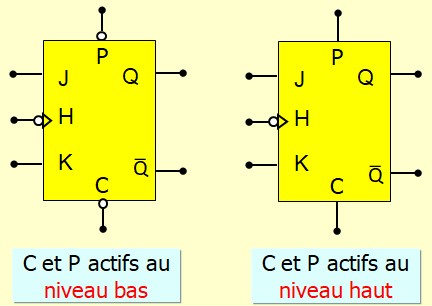 P
J Q
H
K Q̅
C
C et P actifs au
niveau bas
P
J Q
H
K Q̅
C
C et P actifs au
niveau haut